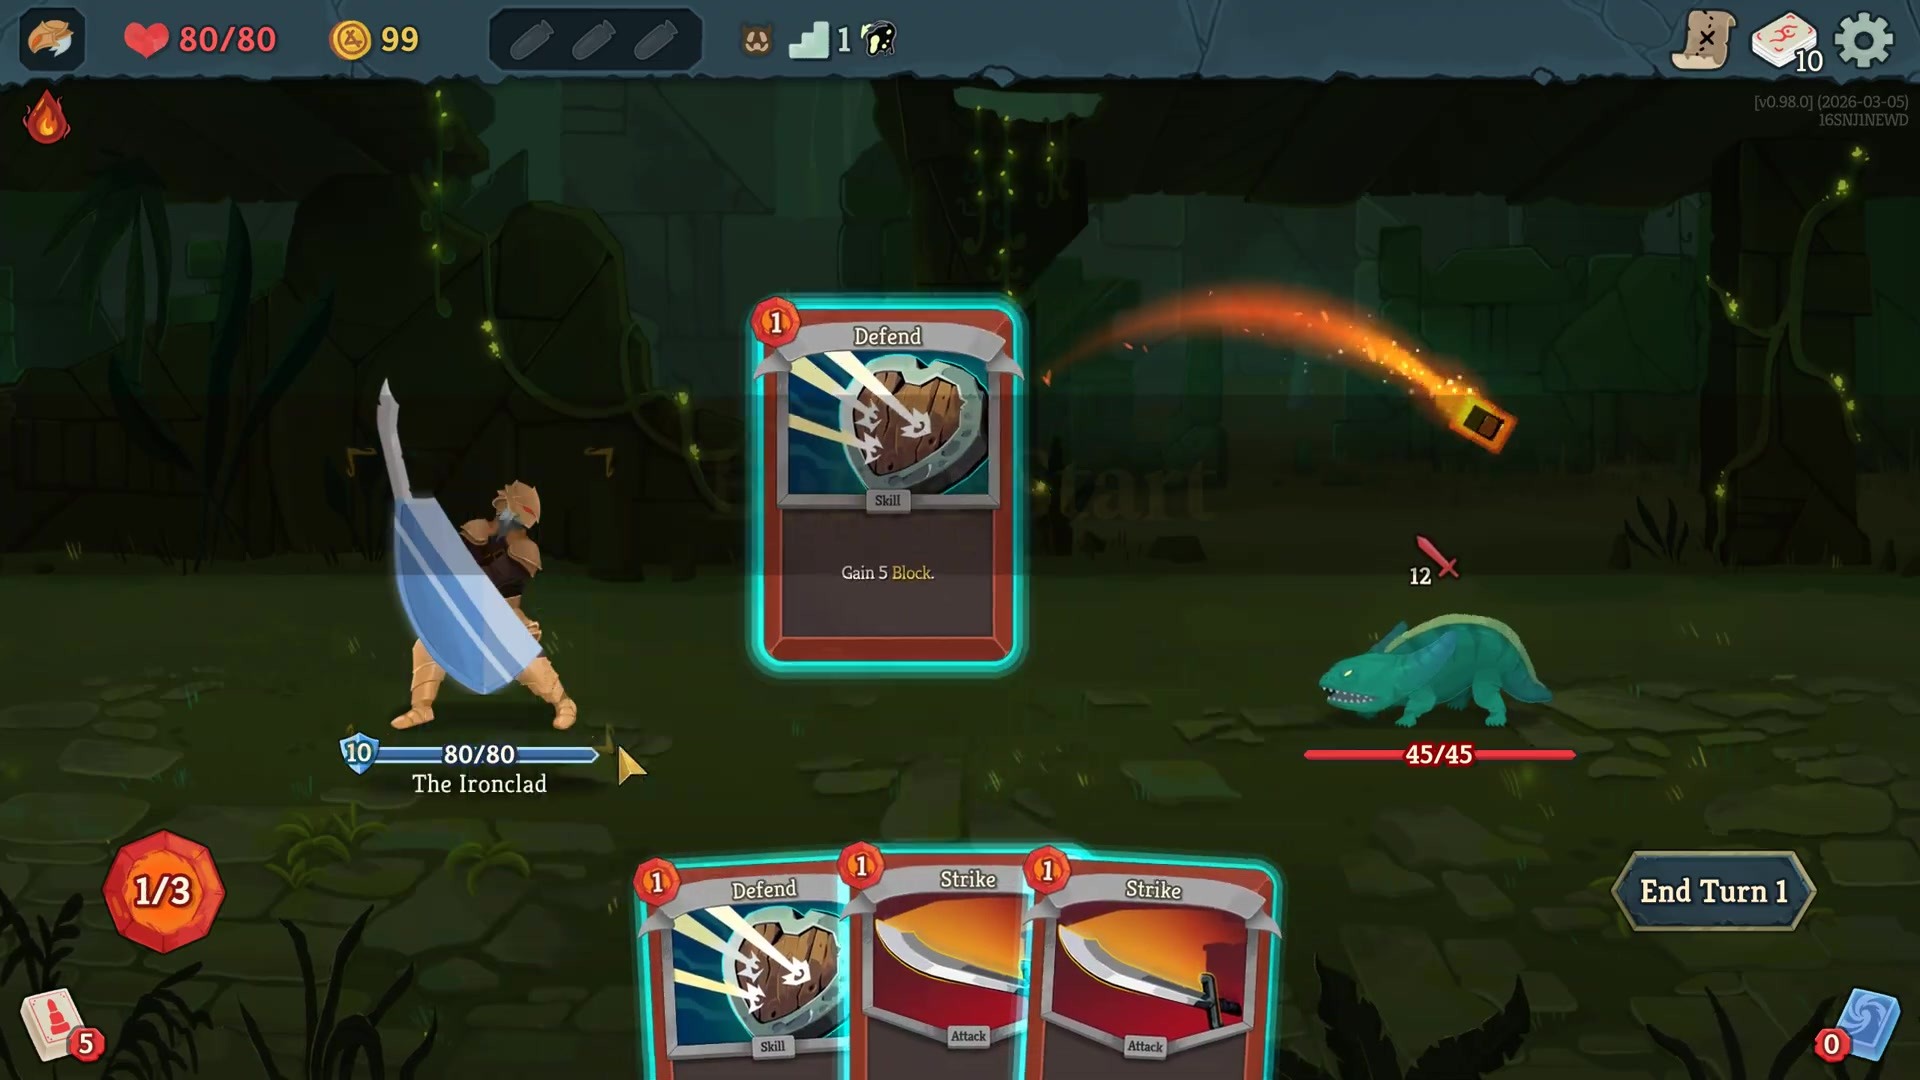 80/80
99
1
10
[v0.98.0] (2026-03-05)
16SNJ1NEWD
1
Defend
Skill
Gain 5 Block.
12
10
80/80
The Ironclad
45/45
1/3
1
Defend
Skill
1
Strike
Attack
1
Strike
Attack
End Turn 1
5
0